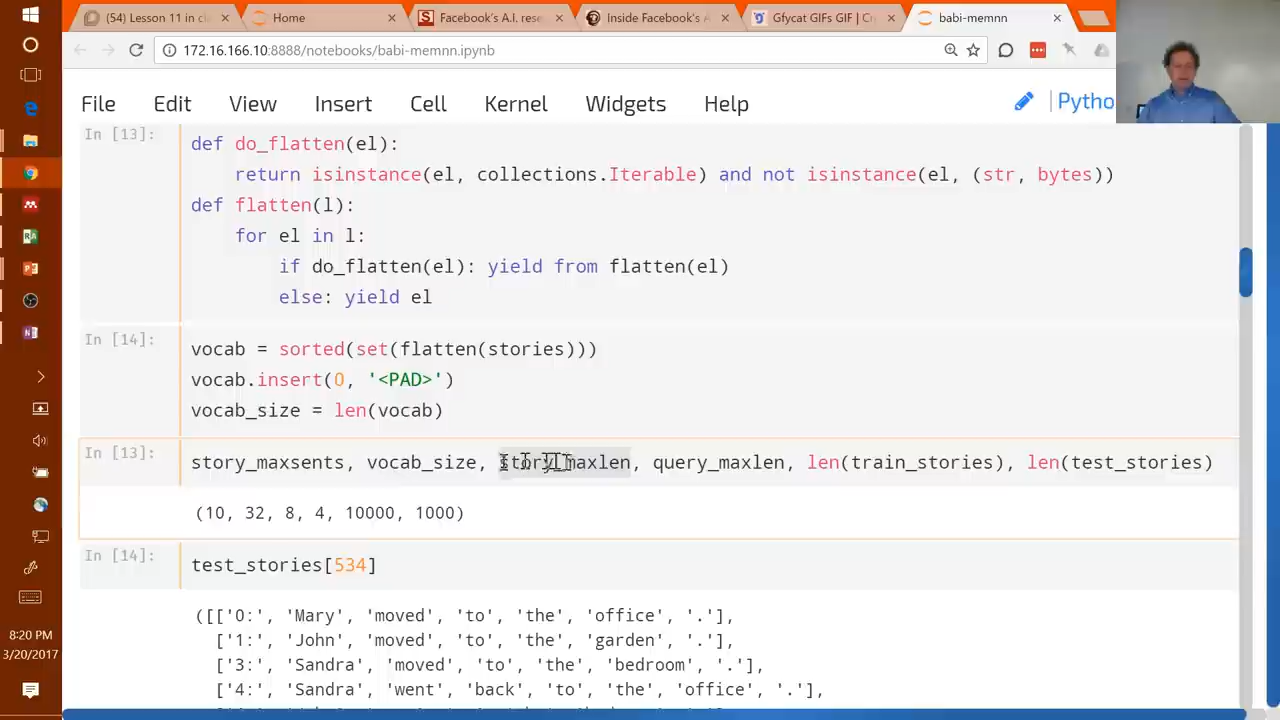 (54) Lesson 11 in cl
Home
Facebook's A.I. rese
Inside Facebook's A
Gfycat GIFs GIF | Cr
babi-memnn
172.16.166.10:8888/notebooks/babi-memnn.ipynb
File Edit View Insert Cell Kernel Widgets Help
Pytho
In [13]:
def do_flatten(el):
return isinstance(el, collections.Iterable) and not isinstance(el, (str, bytes))
def flatten(l):
for el in l:
if do_flatten(el): yield from flatten(el)
else: yield el
In [14]:
vocab = sorted(set(flatten(stories)))
vocab.insert(0, '<PAD>')
vocab_size = len(vocab)
In [13]:
story_maxsents, vocab_size, story_maxlen, query_maxlen, len(train_stories), len(test_stories)
(10, 32, 8, 4, 10000, 1000)
In [14]:
test_stories[534]
([['0:', 'Mary', 'moved', 'to', 'the', 'office', '.'],
['1:', 'John', 'moved', 'to', 'the', 'garden', '.'],
['3:', 'Sandra', 'moved', 'to', 'the', 'bedroom', '.'],
['4:', 'Sandra', 'went', 'back', 'to', 'the', 'office', '.'],
8:20 PM
3/20/2017